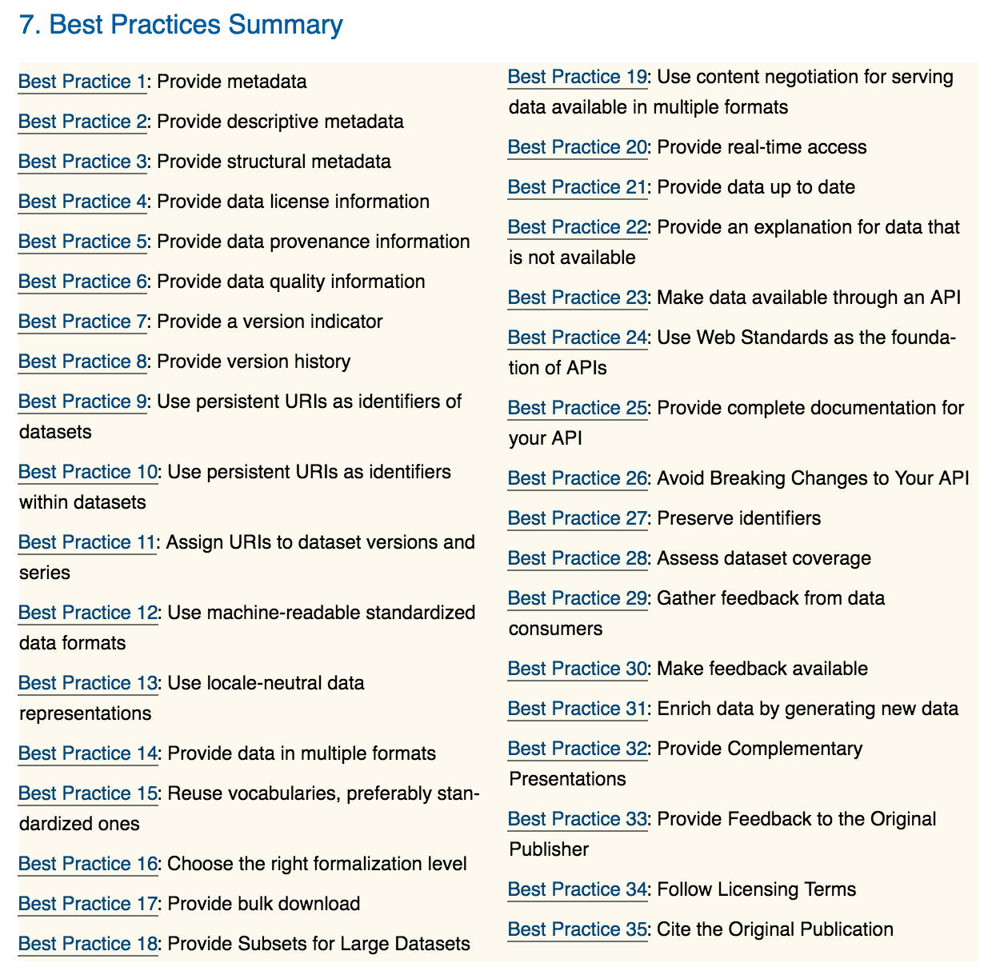 7. Best Practices Summary
Best Practice 1: Provide metadata
Best Practice 2: Provide descriptive metadata
Best Practice 3: Provide structural metadata
Best Practice 4: Provide data license information
Best Practice 5: Provide data provenance information
Best Practice 6: Provide data quality information
Best Practice 7: Provide a version indicator
Best Practice 8: Provide version history
Best Practice 9: Use persistent URIs as identifiers of
datasets
Best Practice 10: Use persistent URIs as identifiers
within datasets
Best Practice 11: Assign URIs to dataset versions and
series
Best Practice 12: Use machine-readable standardized
data formats
Best Practice 13: Use locale-neutral data
representations
Best Practice 14: Provide data in multiple formats
Best Practice 15: Reuse vocabularies, preferably stan-
dardized ones
Best Practice 16: Choose the right formalization level
Best Practice 17: Provide bulk download
Best Practice 18: Provide Subsets for Large Datasets
Best Practice 19: Use content negotiation for serving
data available in multiple formats
Best Practice 20: Provide real-time access
Best Practice 21: Provide data up to date
Best Practice 22: Provide an explanation for data that
is not available
Best Practice 23: Make data available through an API
Best Practice 24: Use Web Standards as the founda-
tion of APIs
Best Practice 25: Provide complete documentation for
your API
Best Practice 26: Avoid Breaking Changes to Your API
Best Practice 27: Preserve identifiers
Best Practice 28: Assess dataset coverage
Best Practice 29: Gather feedback from data
consumers
Best Practice 30: Make feedback available
Best Practice 31: Enrich data by generating new data
Best Practice 32: Provide Complementary
Presentations
Best Practice 33: Provide Feedback to the Original
Publisher
Best Practice 34: Follow Licensing Terms
Best Practice 35: Cite the Original Publication